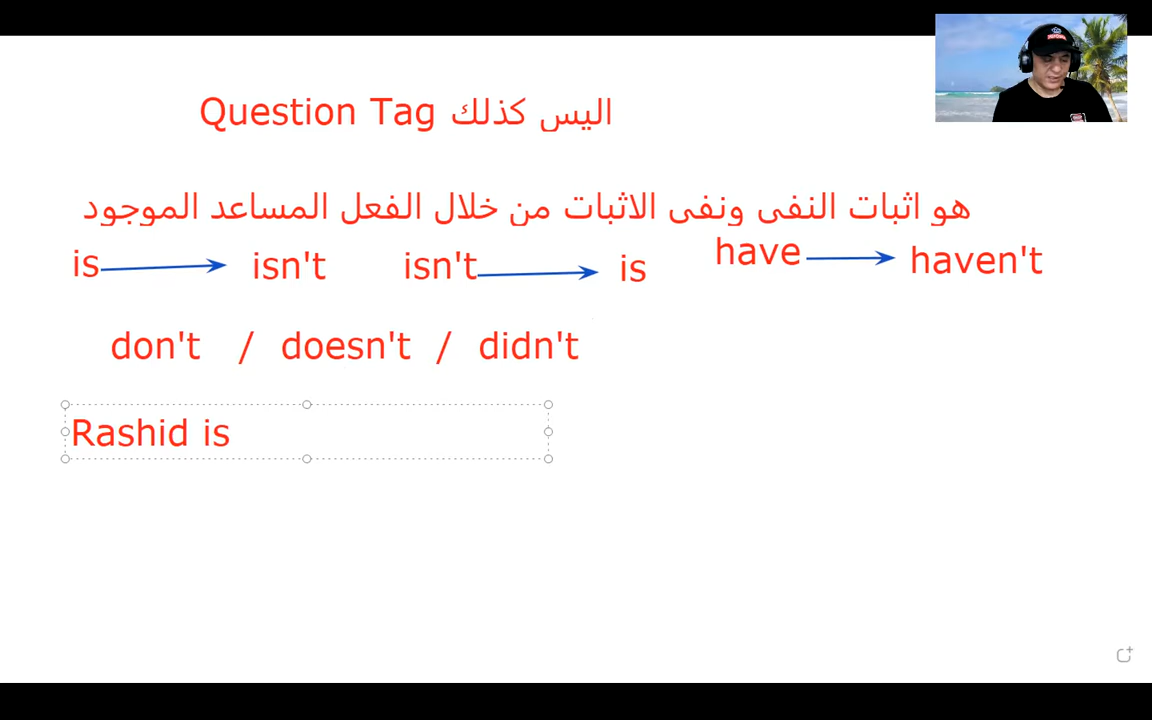 Question Tag اليس كذلك
هو اثبات النفى ونفى الاثبات من خلال الفعل المساعد الموجود
is isn't isn't is have haven't
don't / doesn't / didn't
Rashid is